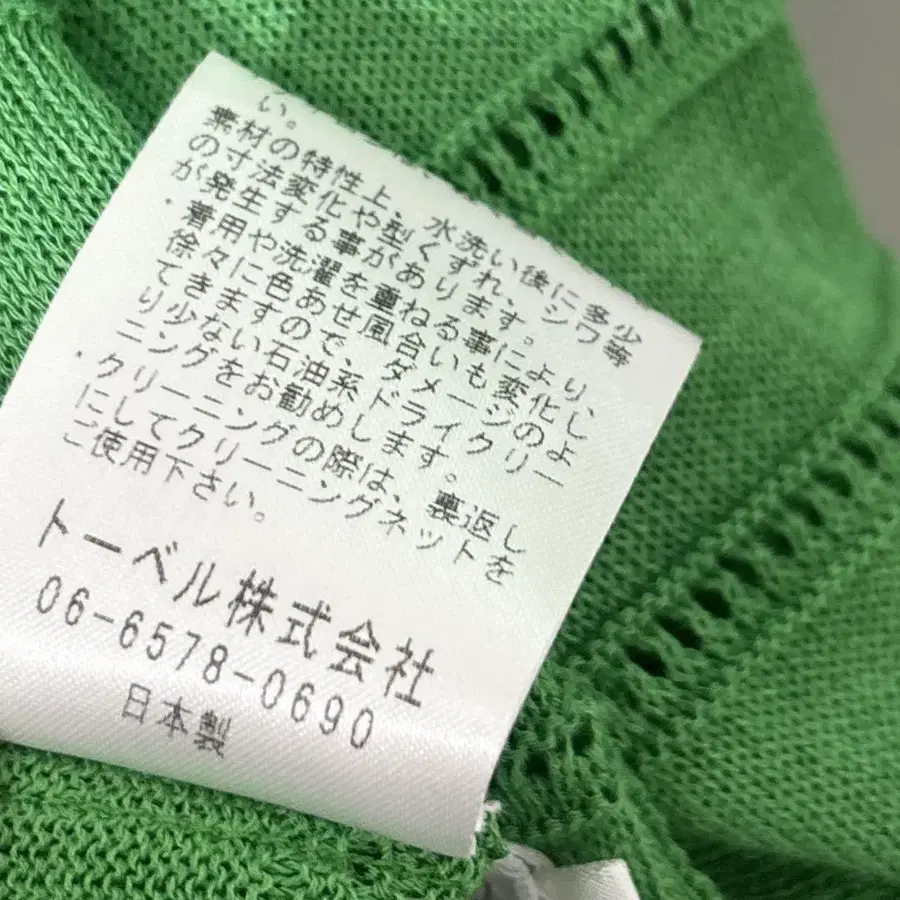 い。
素材の特性上、水洗い後に多少
の寸法変化や型くずれ、シワ等
が発生する事があります。
・着用や洗濯を重ねる事により、
徐々に色あせ風合いも変化し
てきますので、ダメージのよ
り少ない石油系ドライクリー
ニングをお勧めします。
・クリーニングの際は、裏返し
にしてクリーニングネットを
ご使用下さい。
トーベル株式会社
06-6578-0690
日本製